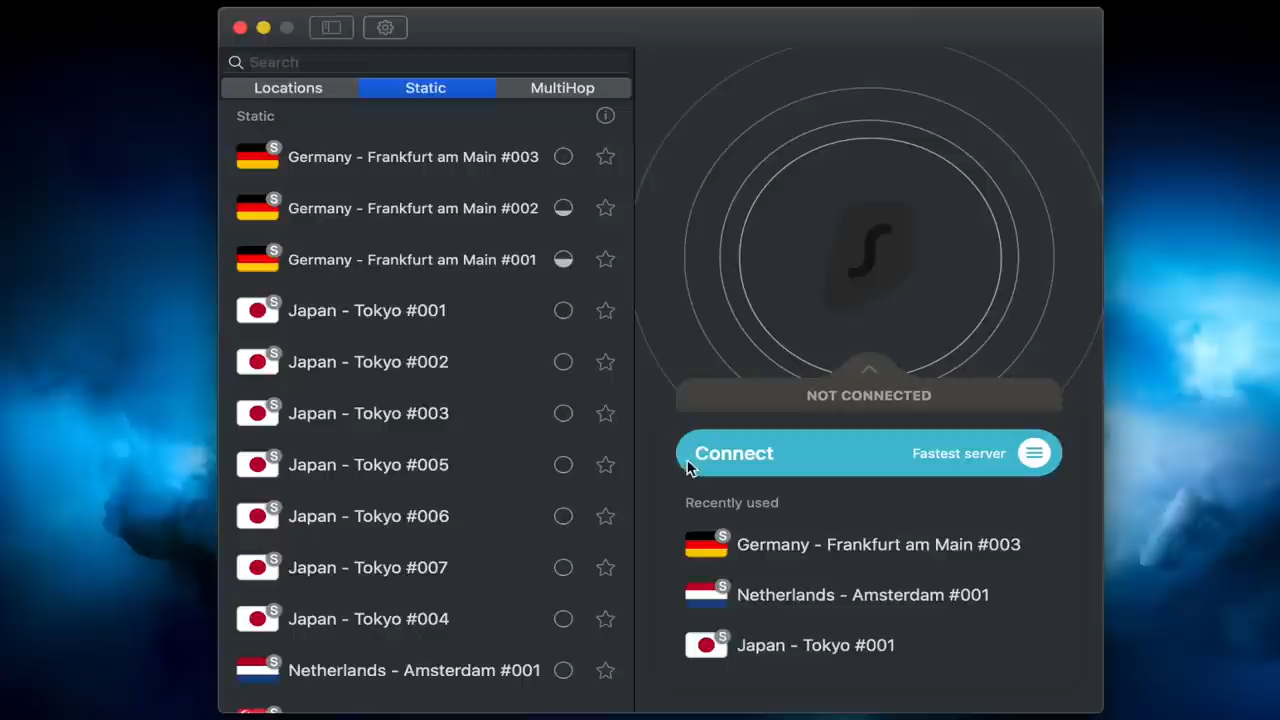 Search
Locations
Static
MultiHop
Static
S Germany - Frankfurt am Main #003
S Germany - Frankfurt am Main #002
S Germany - Frankfurt am Main #001
S Japan - Tokyo #001
S Japan - Tokyo #002
S Japan - Tokyo #003
S Japan - Tokyo #005
S Japan - Tokyo #006
S Japan - Tokyo #007
S Japan - Tokyo #004
S Netherlands - Amsterdam #001
NOT CONNECTED
Connect Fastest server
Recently used
S Germany - Frankfurt am Main #003
S Netherlands - Amsterdam #001
S Japan - Tokyo #001